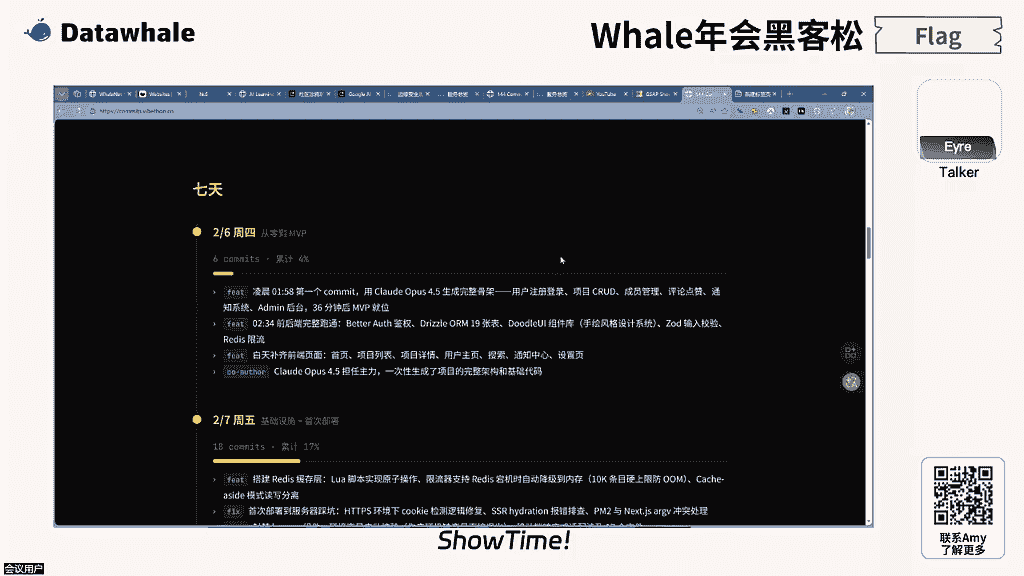 Datawhale
Whale年会黑客松
Flag
Eyre
Talker
七天
2/6 周四 从零到 MVP
6 commits · 累计 4%
feat 凌晨 01:58 第一个 commit，用 Claude Opus 4.5 生成完整骨架——用户注册登录、项目 CRUD、成员管理、评论点赞、通
知系统、Admin 后台，36 分钟后 MVP 就位
feat 02:34 前后端完整跑通：Better Auth 鉴权、Drizzle ORM 19 张表、DoodleUI 组件库（手绘风格设计系统）、Zod 输入校验、
Redis 限流
feat 白天补齐前端页面：首页、项目列表、项目详情、用户主页、搜索、通知中心、设置页
co-author Claude Opus 4.5 担任主力，一次性生成了项目的完整架构和基础代码
2/7 周五 基础设施 + 首次部署
18 commits · 累计 17%
feat 搭建 Redis 缓存层：Lua 脚本实现原子操作、限流器支持 Redis 宕机时自动降级到内存（10K 条目硬上限防 OOM）、Cache-
aside 模式读写分离
fix 首次部署到服务器踩坑：HTTPS 环境下 cookie 检测逻辑修复、SSR hydration 报错排查、PM2 与 Next.js argv 冲突处理
ShowTime!
联系Amy
了解更多
会议用户